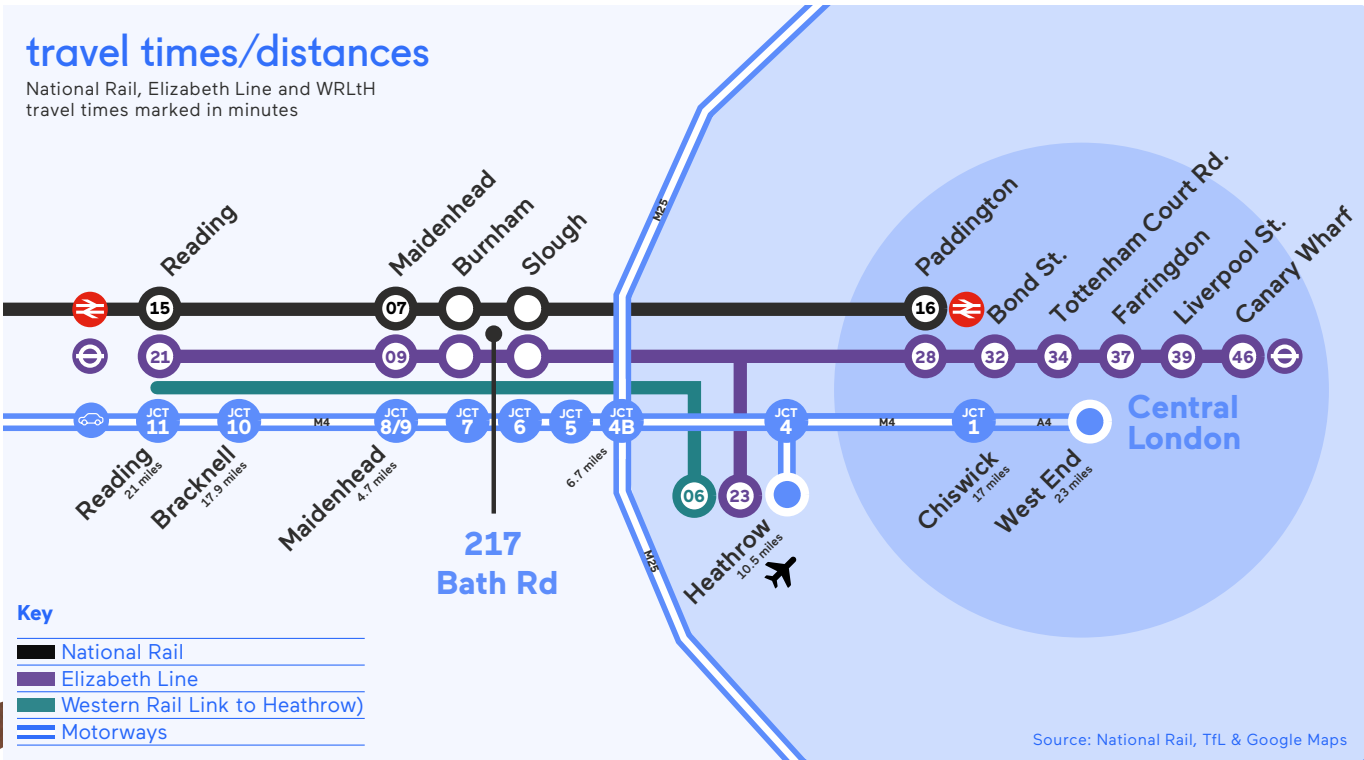 travel times/distances
National Rail, Elizabeth Line and WRLtH
travel times marked in minutes
Reading
Maidenhead
Burnham
Slough
Paddington
Bond St.
Tottenham Court Rd.
Farringdon
Liverpool St.
Canary Wharf
M25
15
07
16
21
09
28
32
34
37
39
46
JCT
11
JCT
10
M4
JCT
8/9
JCT
7
JCT
6
JCT
5
JCT
4B
JCT
4
M4
JCT
1
A4
Central
London
Reading
21 miles
Bracknell
17.9 miles
Maidenhead
4.7 miles
6.7 miles
06
23
Heathrow
10.5 miles
Chiswick
17 miles
West End
23 miles
217
Bath Rd
M25
Key
National Rail
Elizabeth Line
Western Rail Link to Heathrow)
Motorways
Source: National Rail, TfL & Google Maps